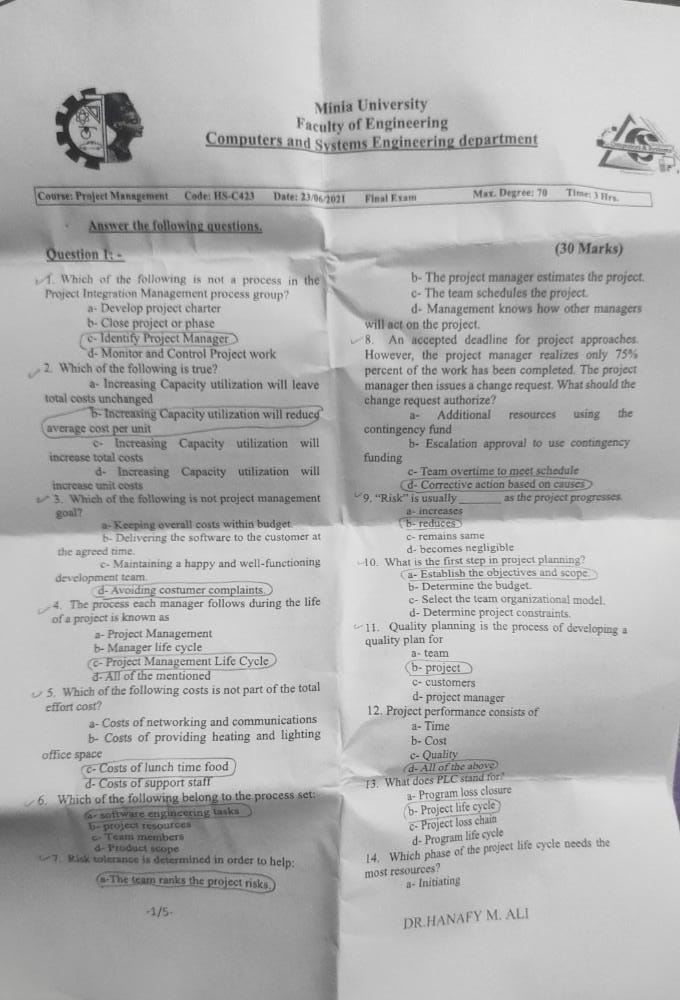 Minia University
Faculty of Engineering
Computers and Systems Engineering department
Course: Project Management Code: HS-C423 Date: 23/06/2021 Final Exam Max. Degree: 70 Time: 3 Hrs.
Answer the following questions.
Question 1: - (30 Marks)
1. Which of the following is not a process in the
Project Integration Management process group?
a- Develop project charter
b- Close project or phase
c- Identify Project Manager
d- Monitor and Control Project work
2. Which of the following is true?
a- Increasing Capacity utilization will leave
total costs unchanged
b- Increasing Capacity utilization will reduce
average cost per unit
c- Increasing Capacity utilization will
increase total costs
d- Increasing Capacity utilization will
increase unit costs
3. Which of the following is not project management
goal?
a- Keeping overall costs within budget.
b- Delivering the software to the customer at
the agreed time.
c- Maintaining a happy and well-functioning
development team.
d- Avoiding costumer complaints.
4. The process each manager follows during the life
of a project is known as
a- Project Management
b- Manager life cycle
c- Project Management Life Cycle
d- All of the mentioned
5. Which of the following costs is not part of the total
effort cost?
a- Costs of networking and communications
b- Costs of providing heating and lighting
office space
c- Costs of lunch time food
d- Costs of support staff
6. Which of the following belong to the process set:
a- software engineering tasks
b- project resources
c- Team members
d- Product scope
7. Risk tolerance is determined in order to help:
a-The team ranks the project risks.
-1/5-
b- The project manager estimates the project.
c- The team schedules the project.
d- Management knows how other managers
will act on the project.
8. An accepted deadline for project approaches.
However, the project manager realizes only 75%
percent of the work has been completed. The project
manager then issues a change request. What should the
change request authorize?
a- Additional resources using the
contingency fund
b- Escalation approval to use contingency
funding
c- Team overtime to meet schedule
d- Corrective action based on causes
9. “Risk” is usually ______ as the project progresses.
a- increases
b- reduces
c- remains same
d- becomes negligible
10. What is the first step in project planning?
a- Establish the objectives and scope.
b- Determine the budget.
c- Select the team organizational model.
d- Determine project constraints.
11. Quality planning is the process of developing a
quality plan for
a- team
b- project
c- customers
d- project manager
12. Project performance consists of
a- Time
b- Cost
c- Quality
d- All of the above
13. What does PLC stand for?
a- Program loss closure
b- Project life cycle
c- Project loss chain
d- Program life cycle
14. Which phase of the project life cycle needs the
most resources?
a- Initiating
DR.HANAFY M. ALI